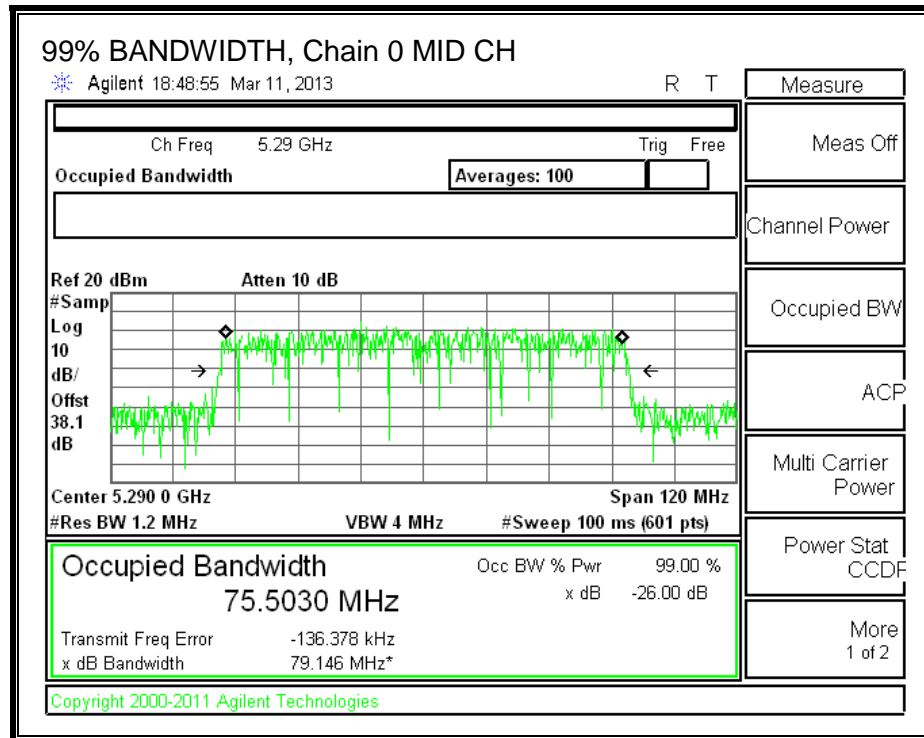 99% BANDWIDTH, Chain 0 MID CH
Agilent 18:48:55 Mar 11, 2013 R T
Measure
Ch Freq 5.29 GHz Trig Free
Occupied Bandwidth Averages: 100
Meas Off
Channel Power
Occupied BW
ACP
Multi Carrier
Power
Power Stat
CCDF
More
1 of 2
Ref 20 dBm Atten 10 dB
#Samp
Log
10
dB/
Offst
38.1
dB
Center 5.290 0 GHz Span 120 MHz
#Res BW 1.2 MHz VBW 4 MHz #Sweep 100 ms (601 pts)
Occupied Bandwidth Occ BW % Pwr 99.00 %
75.5030 MHz x dB -26.00 dB
Transmit Freq Error -136.378 kHz
x dB Bandwidth 79.146 MHz*
Copyright 2000-2011 Agilent Technologies